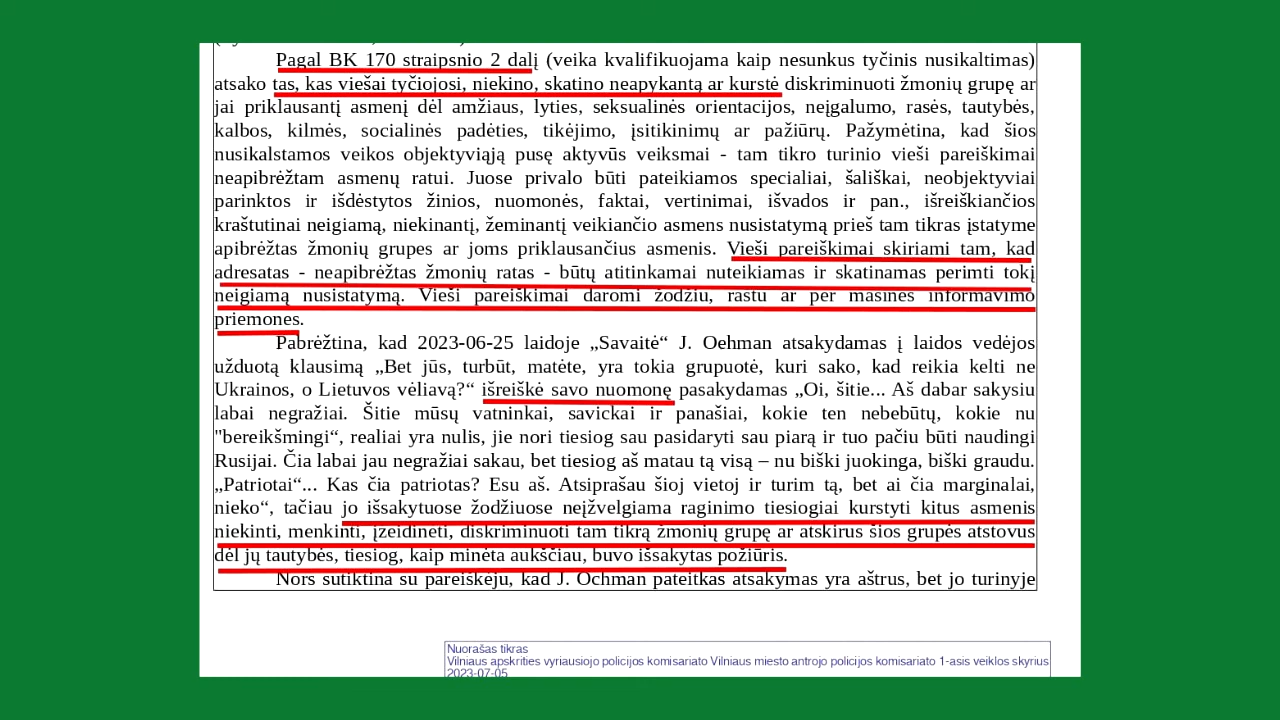 Pagal BK 170 straipsnio 2 dalį (veika kvalifikuojama kaip nesunkus tyčinis nusikaltimas)
atsako tas, kas viešai tyčiojosi, niekino, skatino neapykantą ar kurstė diskriminuoti žmonių grupę ar
jai priklausantį asmenį dėl amžiaus, lyties, seksualinės orientacijos, neįgalumo, rasės, tautybės,
kalbos, kilmės, socialinės padėties, tikėjimo, įsitikinimų ar pažiūrų. Pažymėtina, kad šios
nusikalstamos veikos objektyviąją pusę aktyvūs veiksmai - tam tikro turinio vieši pareiškimai
neapibrėžtam asmenų ratui. Juose privalo būti pateikiamos specialiai, šališkai, neobjektyviai
parinktos ir išdėstytos žinios, nuomonės, faktai, vertinimai, išvados ir pan., išreiškiančios
kraštutinai neigiamą, niekinantį, žeminantį veikiančio asmens nusistatymą prieš tam tikras įstatyme
apibrėžtas žmonių grupes ar joms priklausančius asmenis. Vieši pareiškimai skiriami tam, kad
adresatas - neapibrėžtas žmonių ratas - būtų atitinkamai nuteikiamas ir skatinamas perimti tokį
neigiamą nusistatymą. Vieši pareiškimai daromi žodžiu, raštu ar per masinės informavimo
priemones.
Pabrėžtina, kad 2023-06-25 laidoje „Savaitė“ J. Oehman atsakydamas į laidos vedėjos
užduotą klausimą „Bet jūs, turbūt, matėte, yra tokia grupuotė, kuri sako, kad reikia kelti ne
Ukrainos, o Lietuvos vėliavą?“ išreiškė savo nuomonę pasakydamas „Oi, šitie... Aš dabar sakysiu
labai negražiai. Šitie mūsų vatninkai, savickai ir panašiai, kokie ten nebebūtų, kokie nu
"bereikšmingi“, realiai yra nulis, jie nori tiesiog sau pasidaryti sau piarą ir tuo pačiu būti naudingi
Rusijai. Čia labai jau negražiai sakau, bet tiesiog aš matau tą visą – nu biški juokinga, biški graudu.
„Patriotai“... Kas čia patriotas? Esu aš. Atsiprašau šioj vietoj ir turim tą, bet ai čia marginalai,
nieko“, tačiau jo išsakytuose žodžiuose neįžvelgiama raginimo tiesiogiai kurstyti kitus asmenis
niekinti, menkinti, įžeidinėti, diskriminuoti tam tikrą žmonių grupę ar atskirus šios grupės atstovus
dėl jų tautybės, tiesiog, kaip minėta aukščiau, buvo išsakytas požiūris.
Nors sutiktina su pareiškėju, kad J. Ochman pateitkas atsakymas yra aštrus, bet jo turinyje
Nuorašas tikras
Vilniaus apskrities vyriausiojo policijos komisariato Vilniaus miesto antrojo policijos komisariato 1-asis veiklos skyrius
2023-07-05